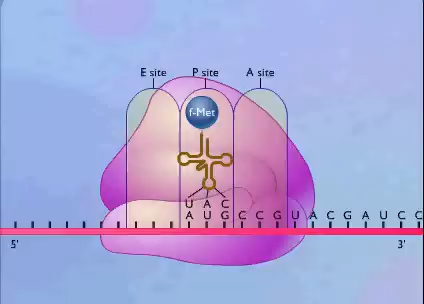 E site P site A site
f-Met
U A C
A U G C C G U A C G A U C C
5' 3'